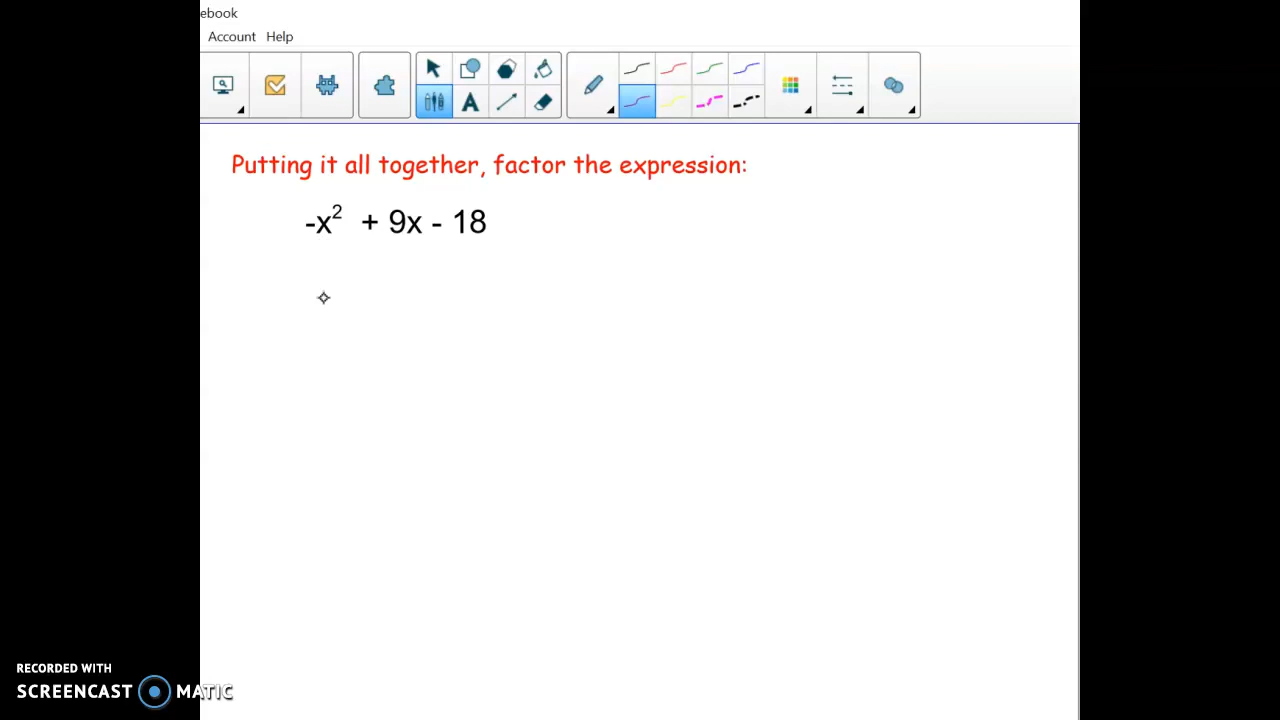 ebook
Account Help
Putting it all together, factor the expression:
-x² + 9x - 18
RECORDED WITH
SCREENCAST MATIC